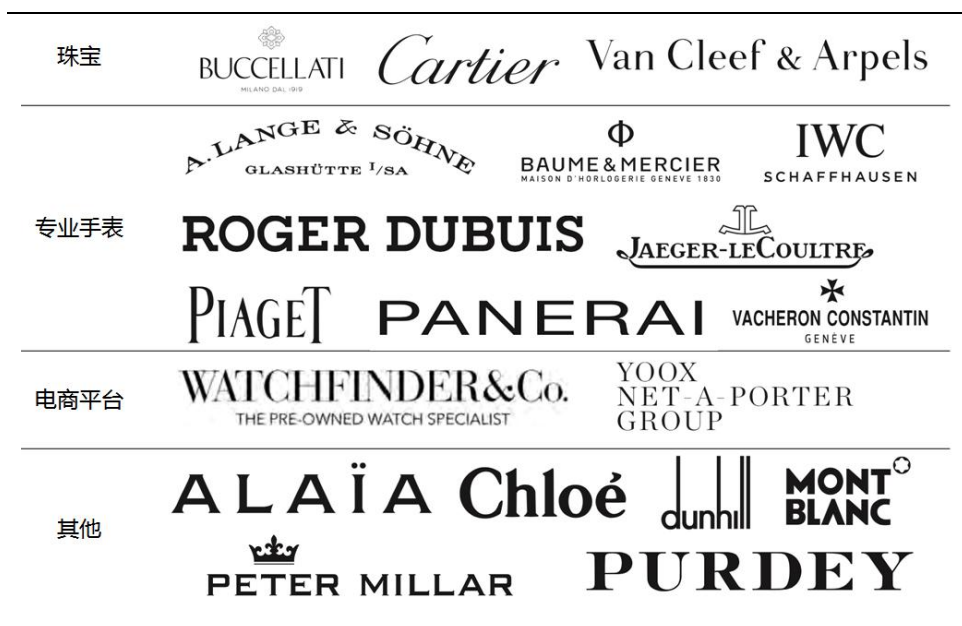 珠宝
BUCCELLATI
MILANO DAL 1919
Cartier
Van Cleef & Arpels
专业手表
A. LANGE & SÖHNE
GLASHÜTTE I/SA
BAUME & MERCIER
MAISON D'HORLOGERIE GENEVE 1830
IWC
SCHAFFHAUSEN
ROGER DUBUIS
JAEGER-LECOULTRE
PIAGET
PANERAI
VACHERON CONSTANTIN
GENÈVE
电商平台
WATCHFINDER&Co.
THE PRE-OWNED WATCH SPECIALIST
YOOX
NET-A-PORTER
GROUP
其他
ALAÏA
Chloé
dunhill
MONT
BLANC
PETER MILLAR
PURDEY